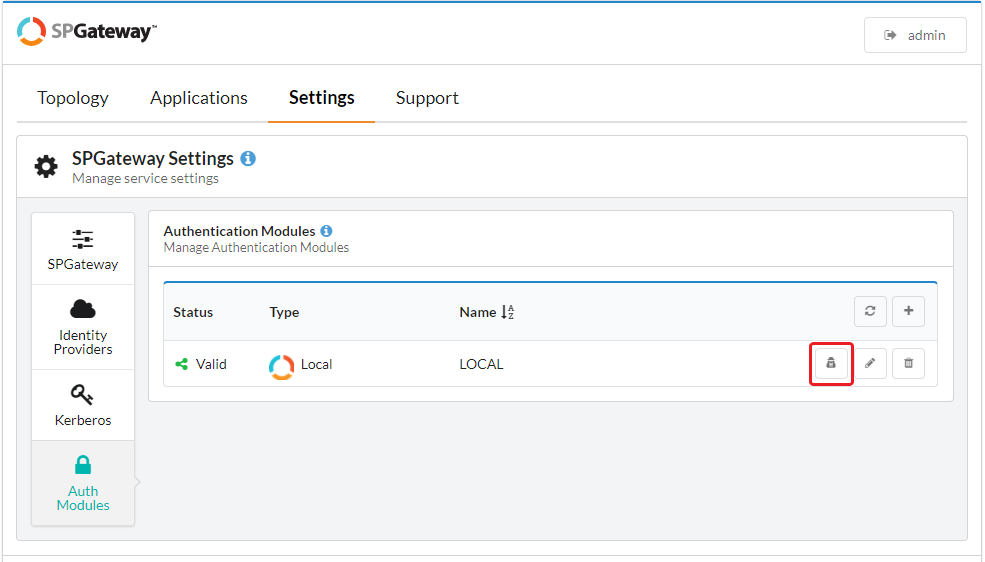 SPGateway™
admin
Topology Applications Settings Support
SPGateway Settings
Manage service settings
SPGateway
Identity
Providers
Kerberos
Auth
Modules
Authentication Modules
Manage Authentication Modules
Status Type Name
Valid Local LOCAL